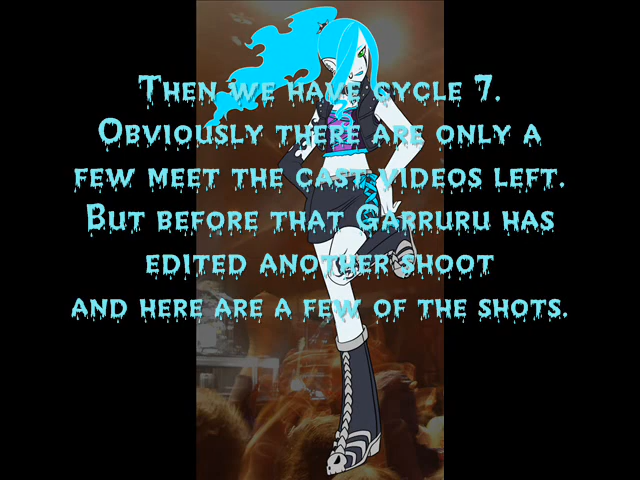 Then we have cycle 7.
Obviously there are only a
few meet the cast videos left.
But before that Garruru has
edited another shoot
and here are a few of the shots.